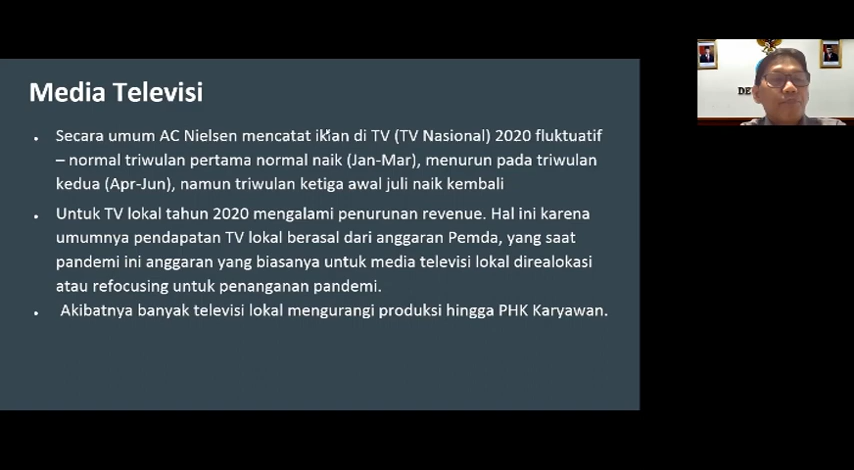 Media Televisi
• Secara umum AC Nielsen mencatat iklan di TV (TV Nasional) 2020 fluktuatif
– normal triwulan pertama normal naik (Jan-Mar), menurun pada triwulan
kedua (Apr-Jun), namun triwulan ketiga awal juli naik kembali
• Untuk TV lokal tahun 2020 mengalami penurunan revenue. Hal ini karena
umumnya pendapatan TV lokal berasal dari anggaran Pemda, yang saat
pandemi ini anggaran yang biasanya untuk media televisi lokal direalokasi
atau refocusing untuk penanganan pandemi.
• Akibatnya banyak televisi lokal mengurangi produksi hingga PHK Karyawan.